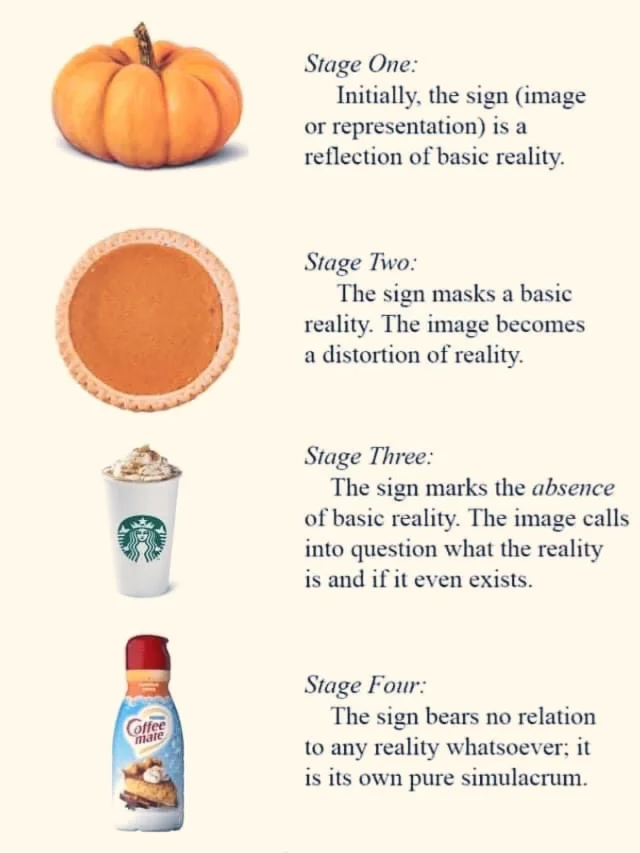 Stage One:
Initially, the sign (image
or representation) is a
reflection of basic reality.
Stage Two:
The sign masks a basic
reality. The image becomes
a distortion of reality.
Stage Three:
The sign marks the absence
of basic reality. The image calls
into question what the reality
is and if it even exists.
Stage Four:
The sign bears no relation
to any reality whatsoever; it
is its own pure simulacrum.
Coffee
mate